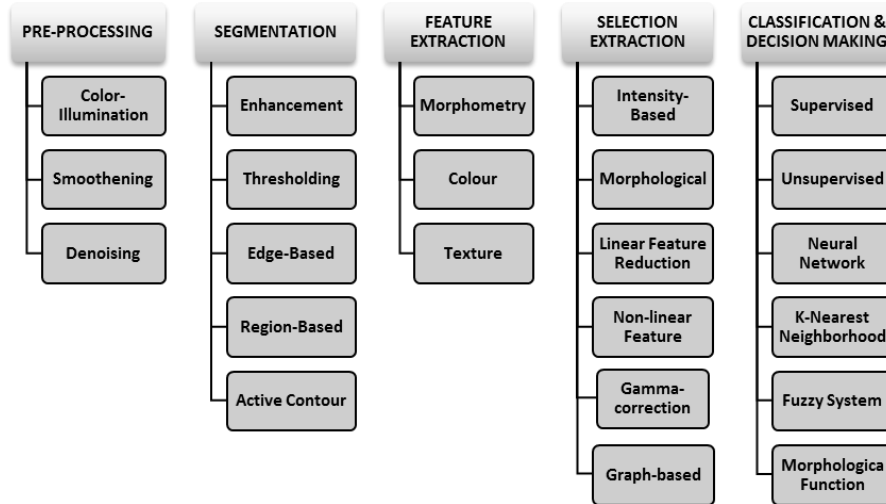 PRE-PROCESSING
Color-
Illumination
Smoothening
Denoising
SEGMENTATION
Enhancement
Thresholding
Edge-Based
Region-Based
Active Contour
FEATURE
EXTRACTION
Morphometry
Colour
Texture
SELECTION
EXTRACTION
Intensity-
Based
Morphological
Linear Feature
Reduction
Non-linear
Feature
Gamma-
correction
Graph-based
CLASSIFICATION &
DECISION MAKING
Supervised
Unsupervised
Neural
Network
K-Nearest
Neighborhood
Fuzzy System
Morphologica
Function